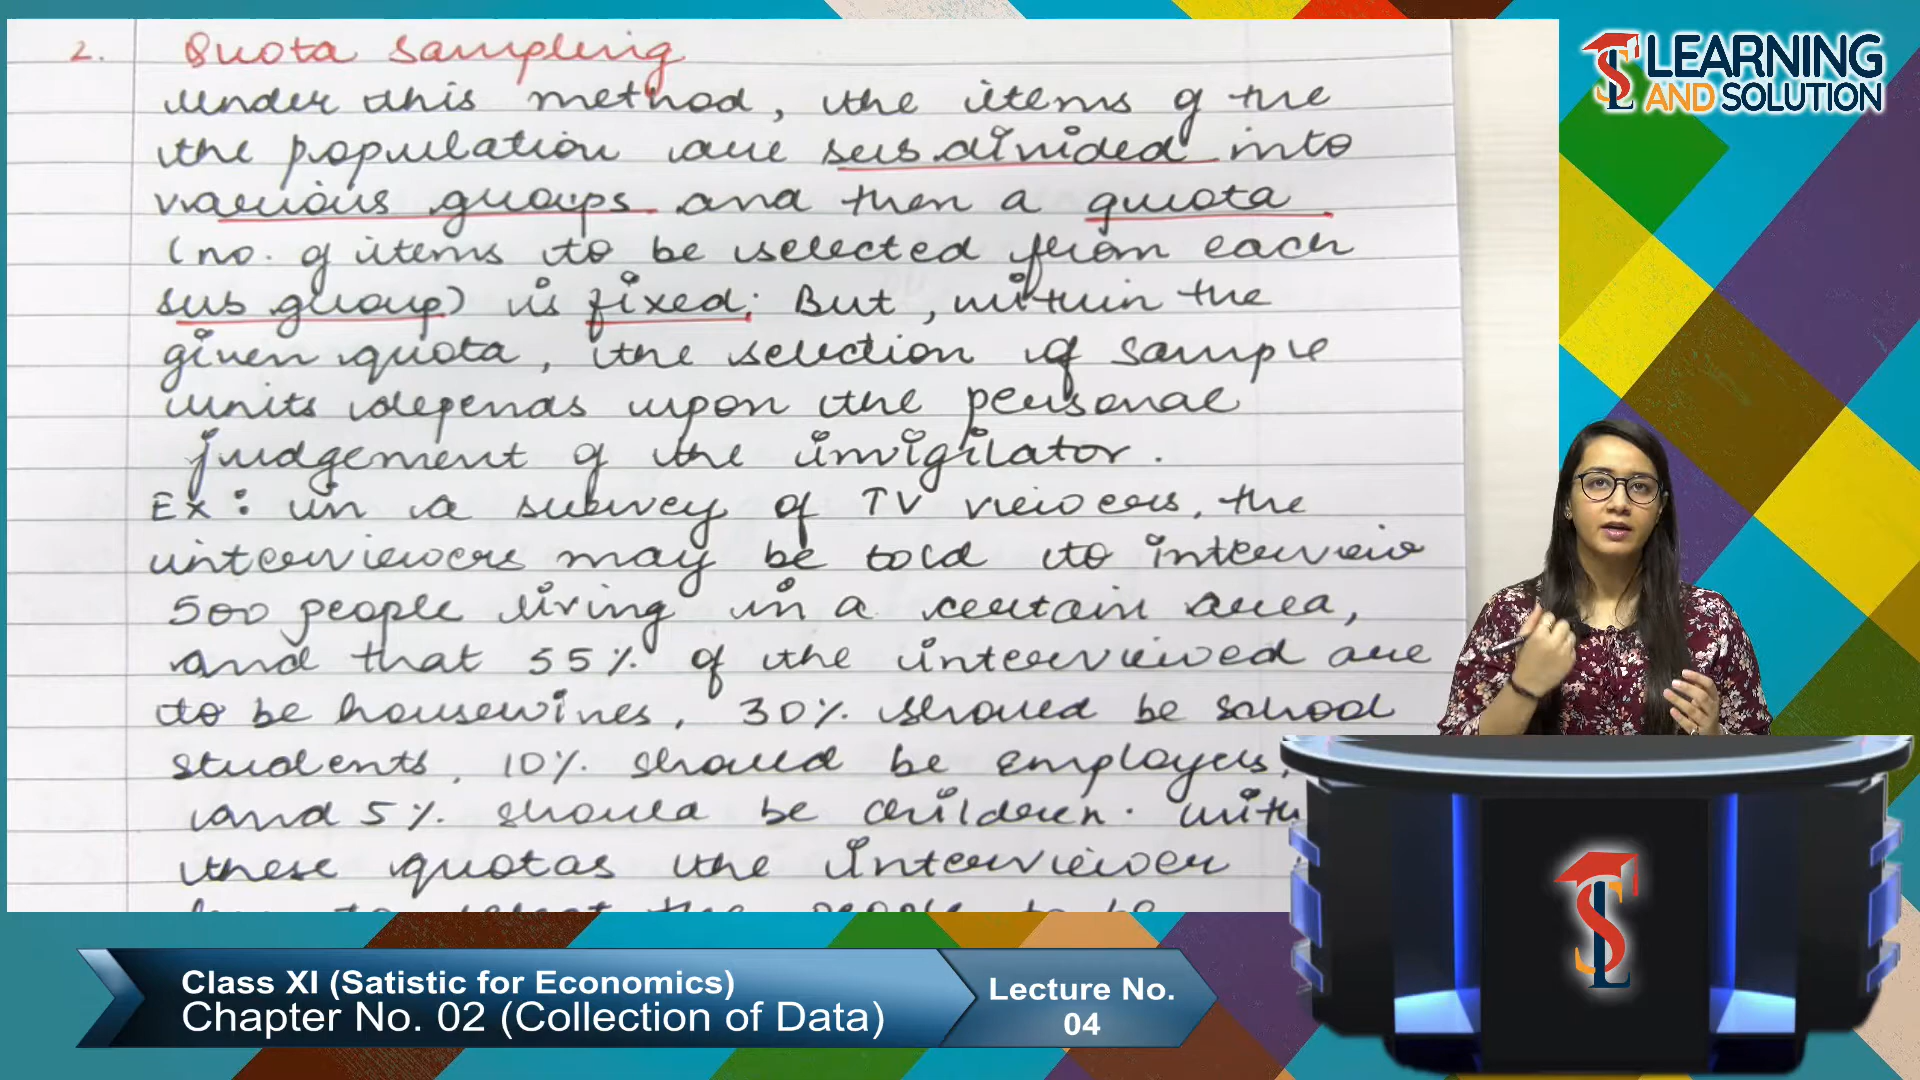 2. Quota sampling
under this method, the items of the
the population are sub divided into
various groups and then a quota
(no. of items to be selected from each
sub group) is fixed. But, within the
given quota, the selection of sample
units depends upon the personal
judgement of the invigilator.
Ex: in a survey of TV viewers, the
interviewers may be told to interview
500 people living in a certain area,
and that 55% of the interviewed are
to be housewives, 30% should be school
students, 10% should be employees,
and 5% should be children. with
these quotas the interviewer
to select the people to be
LEARNING
AND SOLUTION
Class XI (Satistic for Economics)
Chapter No. 02 (Collection of Data)
Lecture No.
04